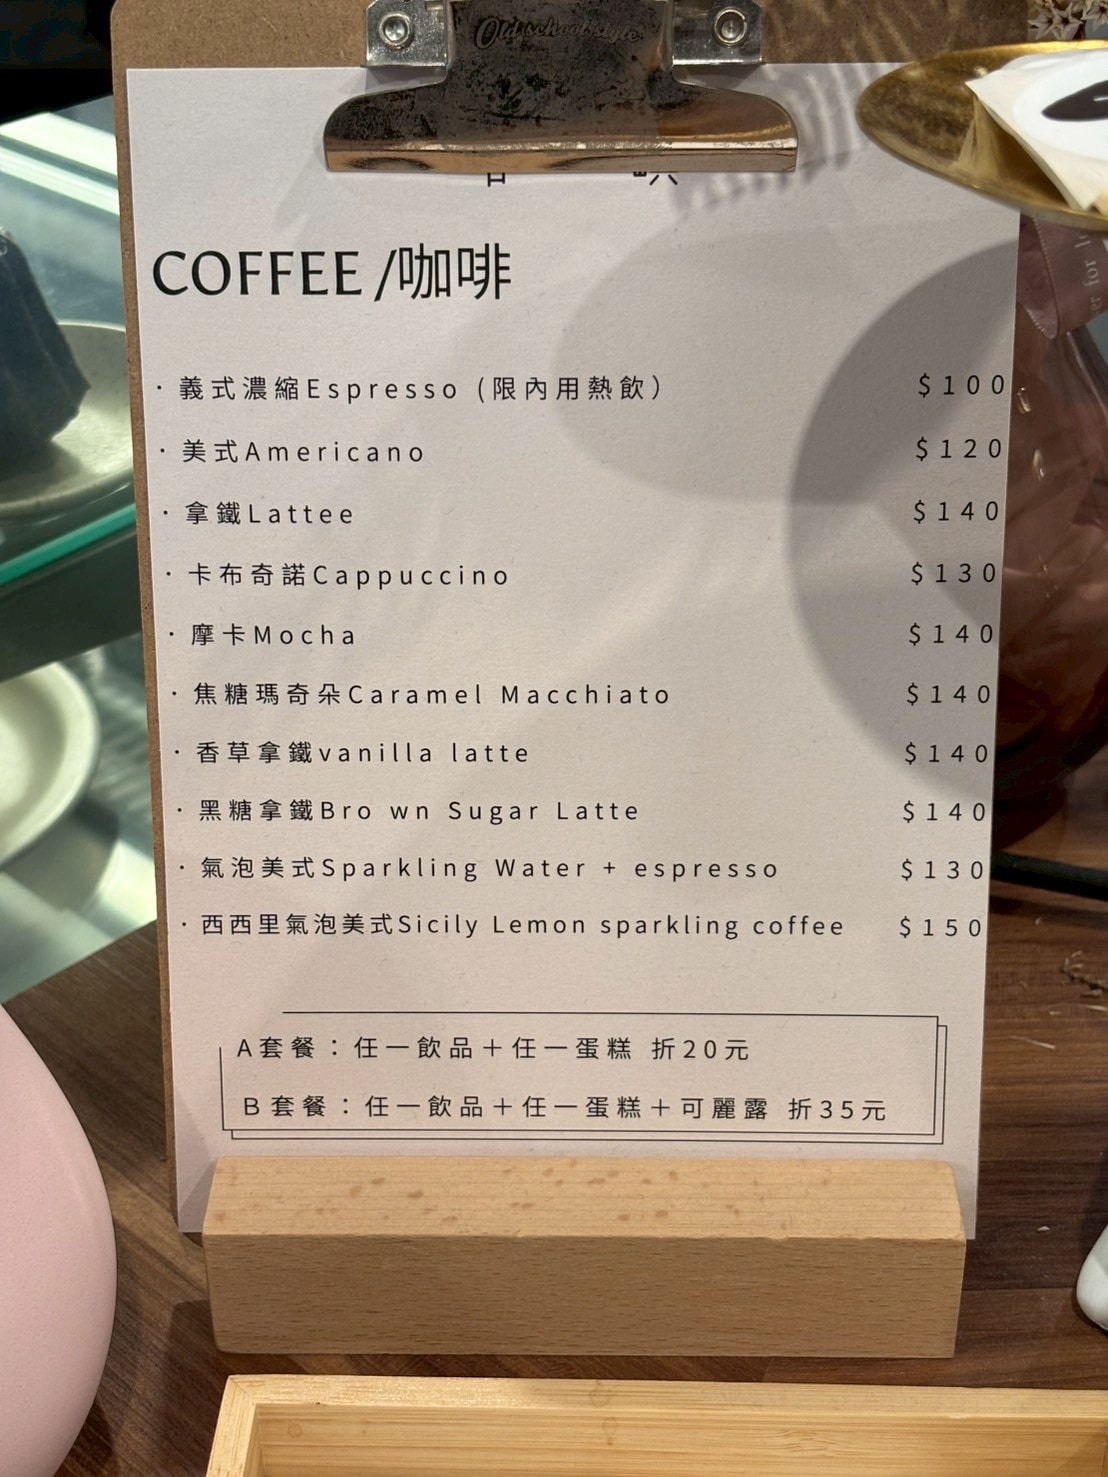 Old school style
COFFEE /咖啡
· 義式濃縮Espresso (限內用熱飲) $100
· 美式Americano $120
· 拿鐵Lattee $140
· 卡布奇諾Cappuccino $130
· 摩卡Mocha $140
· 焦糖瑪奇朵Caramel Macchiato $140
· 香草拿鐵vanilla latte $140
· 黑糖拿鐵Bro wn Sugar Latte $140
· 氣泡美式Sparkling Water + espresso $130
· 西西里氣泡美式Sicily Lemon sparkling coffee $150
A套餐：任一飲品＋任一蛋糕 折20元
B套餐：任一飲品＋任一蛋糕＋可麗露 折35元